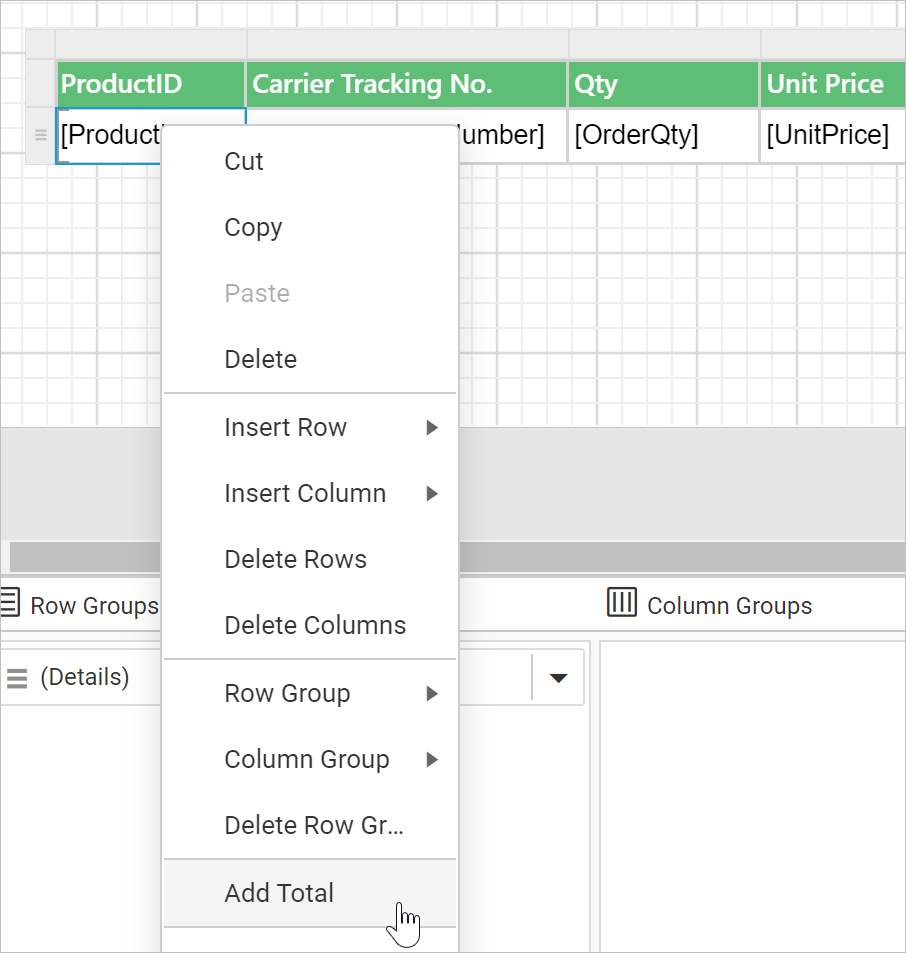 ProductID Carrier Tracking No. Qty Unit Price
[Product umber] [OrderQty] [UnitPrice]
Cut
Copy
Paste
Delete
Insert Row
Insert Column
Delete Rows
Delete Columns
Row Groups Column Groups
(Details)
Row Group
Column Group
Delete Row Gr...
Add Total